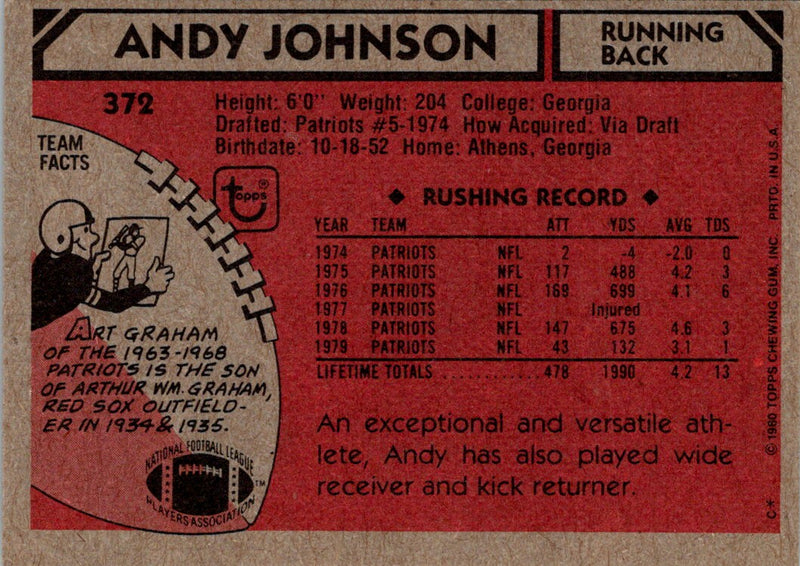 ANDY JOHNSON
RUNNING
BACK
372
Height: 6'0" Weight: 204 College: Georgia
Drafted: Patriots #5-1974 How Acquired: Via Draft
Birthdate: 10-18-52 Home: Athens, Georgia
TEAM
FACTS
topps ®
◆ RUSHING RECORD ◆
YEAR TEAM ATT YDS AVG TDS
1974 PATRIOTS NFL 2 -4 -2.0 0
1975 PATRIOTS NFL 117 488 4.2 3
1976 PATRIOTS NFL 169 699 4.1 6
1977 PATRIOTS NFL Injured
1978 PATRIOTS NFL 147 675 4.6 3
1979 PATRIOTS NFL 43 132 3.1 1
LIFETIME TOTALS ............ 478 1990 4.2 13
ART GRAHAM
OF THE 1963-1968
PATRIOTS IS THE SON
OF ARTHUR WM. GRAHAM,
RED SOX OUTFIELD-
ER IN 1934 & 1935.
An exceptional and versatile ath-
lete, Andy has also played wide
receiver and kick returner.
NATIONAL FOOTBALL LEAGUE
PLAYERS ASSOCIATION
TM
C* © 1980 TOPPS CHEWING GUM, INC. PRTD. IN U.S.A.